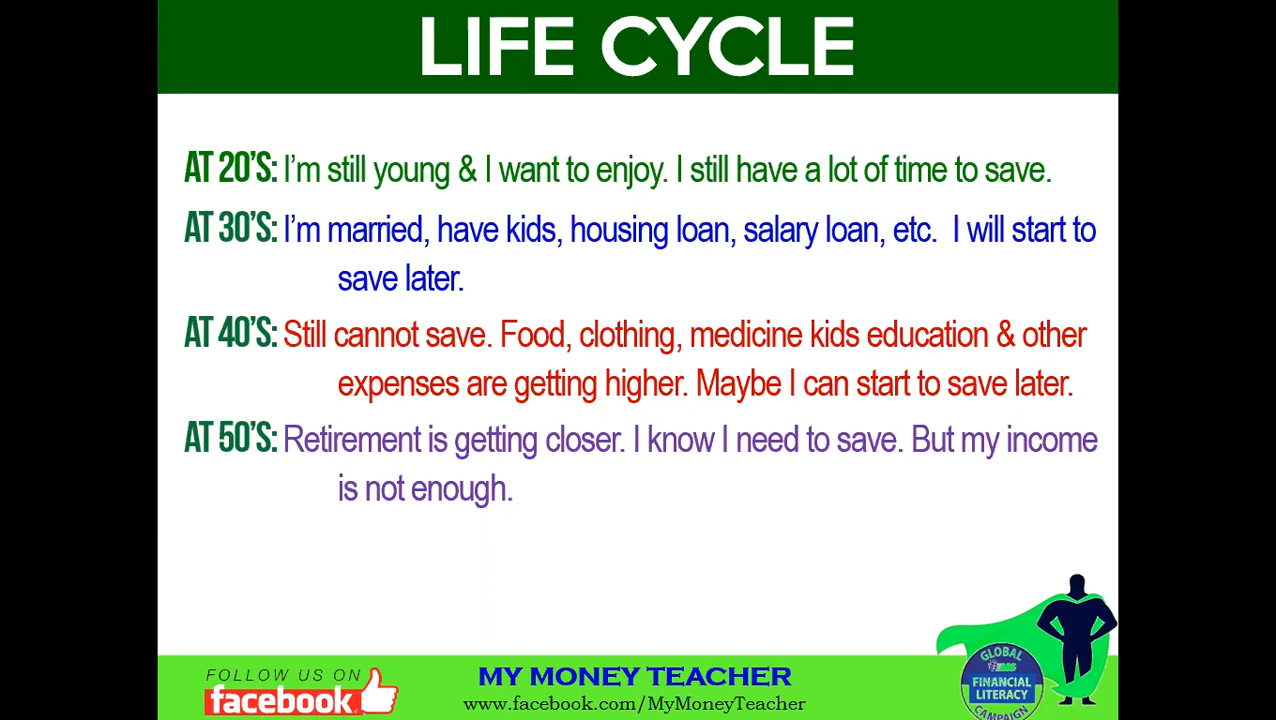 LIFE CYCLE
AT 20'S: I'm still young & I want to enjoy. I still have a lot of time to save.
AT 30'S: I'm married, have kids, housing loan, salary loan, etc. I will start to
save later.
AT 40'S: Still cannot save. Food, clothing, medicine kids education & other
expenses are getting higher. Maybe I can start to save later.
AT 50'S: Retirement is getting closer. I know I need to save. But my income
is not enough.
FOLLOW US ON
facebook
MY MONEY TEACHER
www.facebook.com/MyMoneyTeacher
GLOBAL
FINANCIAL
LITERACY
CAMPAIGN